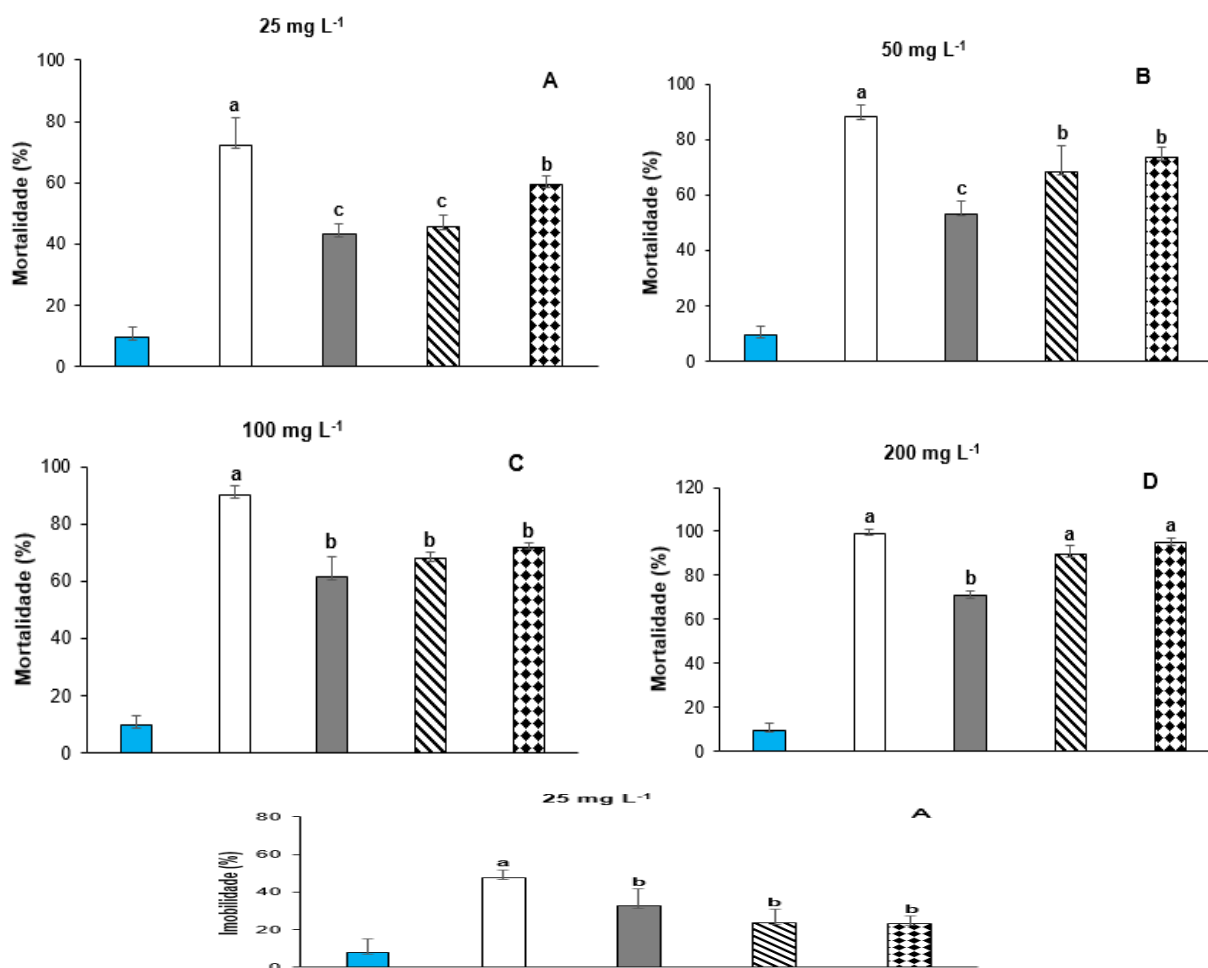 25 mg L⁻¹
A
Mortalidade (%)
100
80
60
40
20
0
a
c
c
b
50 mg L⁻¹
B
Mortalidade (%)
100
80
60
40
20
0
a
c
b
b
100 mg L⁻¹
C
Mortalidade (%)
100
80
60
40
20
0
a
b
b
b
200 mg L⁻¹
D
Mortalidade (%)
120
100
80
60
40
20
0
a
b
a
a
25 mg L⁻¹
A
Imobilidade (%)
80
60
40
20
0
a
b
b
b